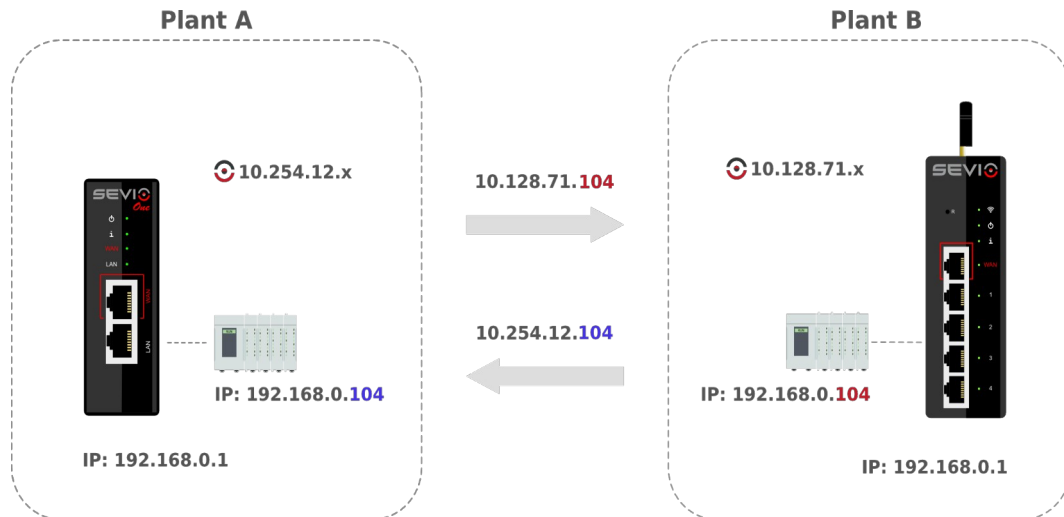 Plant A
Plant B
10.254.12.x
10.128.71.104
10.128.71.x
SEVIO
One
i
WAN
LAN
WAN
LAN
10.254.12.104
IP: 192.168.0.104
IP: 192.168.0.1
SEVIO
R
i
WAN
1
2
3
4
IP: 192.168.0.104
IP: 192.168.0.1